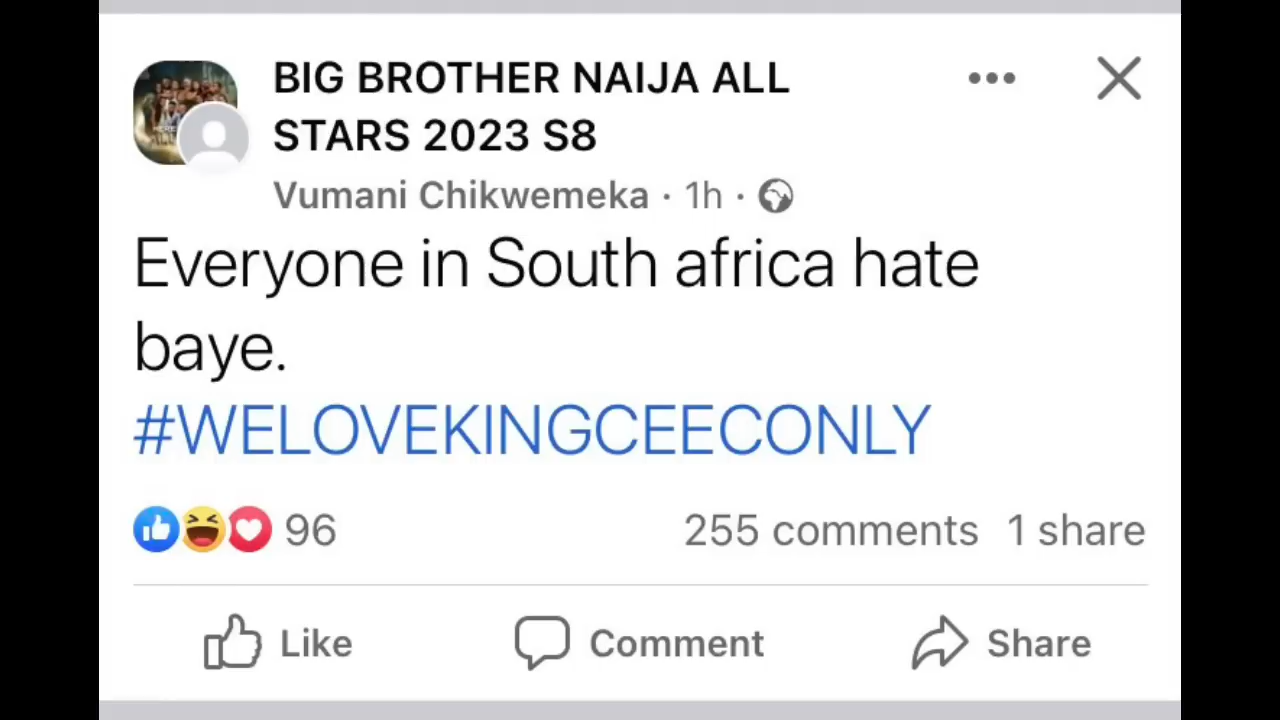 BIG BROTHER NAIJA ALL
STARS 2023 S8
Vumani Chikwemeka · 1h ·
Everyone in South africa hate
baye.
#WELOVEKINGCEECONLY
96
255 comments 1 share
Like Comment Share